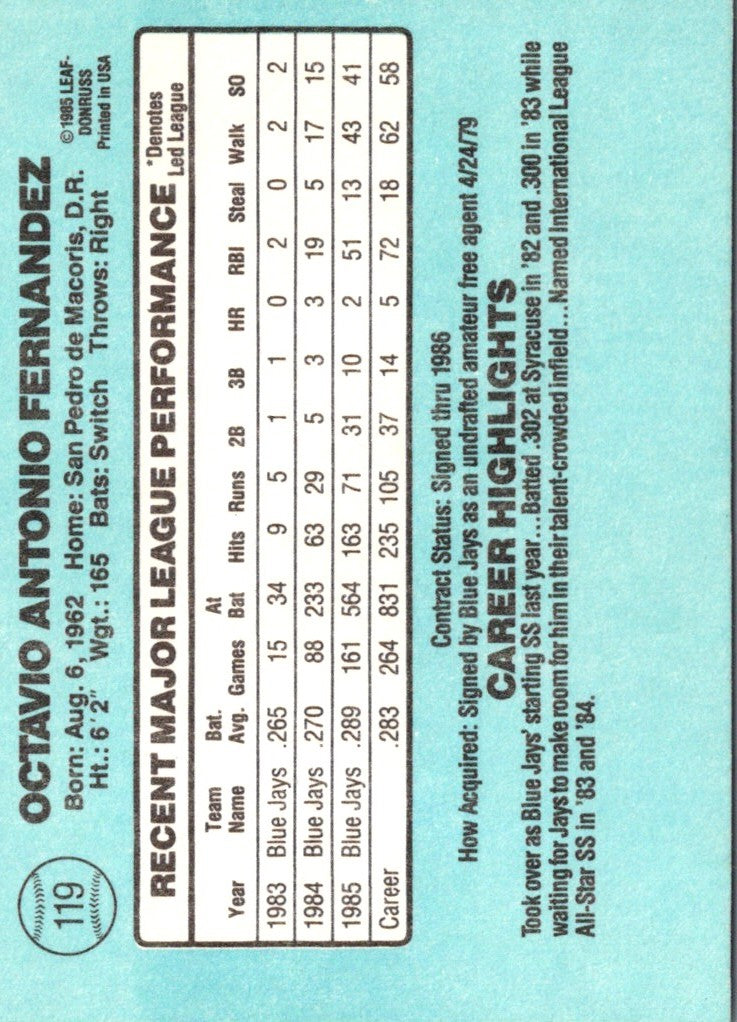 119
OCTAVIO ANTONIO FERNANDEZ
Born: Aug. 6, 1962 Home: San Pedro de Macoris, D.R.
Ht.: 6'2" Wgt.: 165 Bats: Switch Throws: Right
© 1985 LEAF-
DONRUSS
Printed in USA
RECENT MAJOR LEAGUE PERFORMANCE
*Denotes
Led League
Year Team Name Bat. Avg. Games At Bat Hits Runs 2B 3B HR RBI Steal Walk SO
1983 Blue Jays .265 15 34 9 5 1 1 0 2 0 2 2
1984 Blue Jays .270 88 233 63 29 5 3 3 19 5 17 15
1985 Blue Jays .289 161 564 163 71 31 10 2 51 13 43 41
Career .283 264 831 235 105 37 14 5 72 18 62 58
Contract Status: Signed thru 1986
How Acquired: Signed by Blue Jays as an undrafted amateur free agent 4/24/79
CAREER HIGHLIGHTS
Took over as Blue Jays' starting SS last year...Batted .302 at Syracuse in '82 and .300 in '83 while
waiting for Jays to make room for him in their talent-crowded infield...Named International League
All-Star SS in '83 and '84.